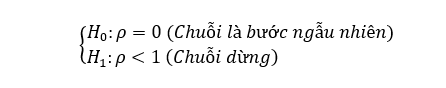 H₀: ρ = 0 (Chuỗi là bước ngẫu nhiên)
H₁: ρ < 1 (Chuỗi dừng)